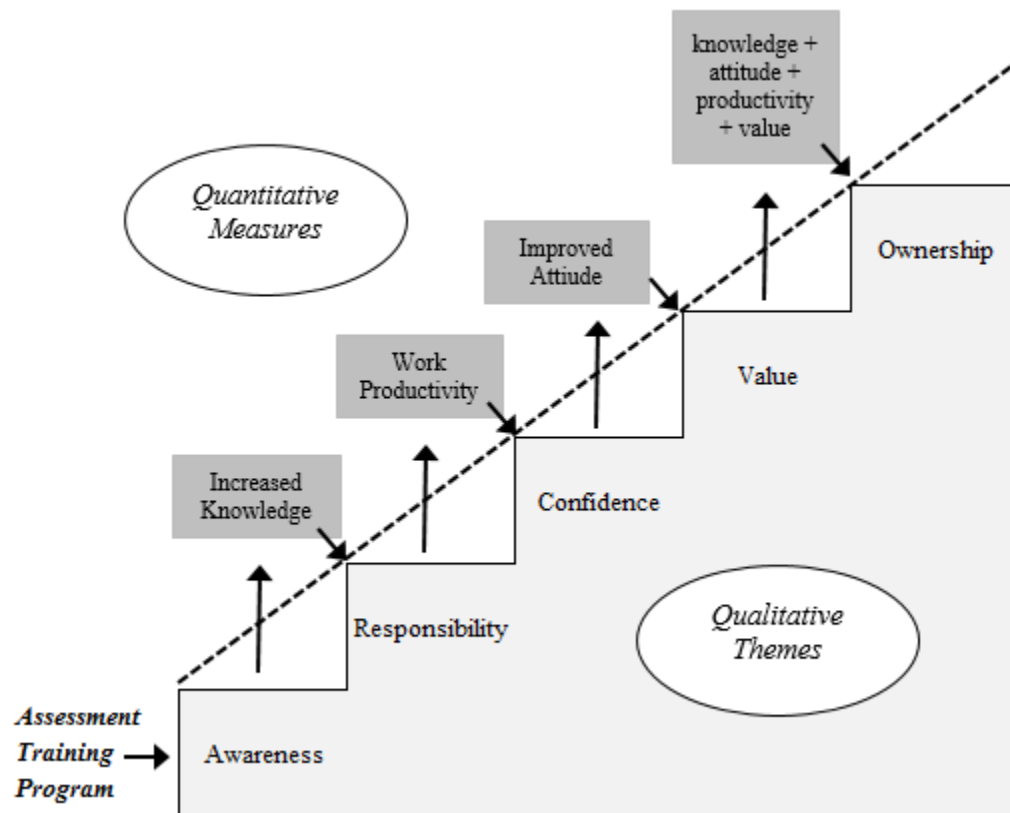 knowledge +
attitude +
productivity
+ value
Quantitative
Measures
Improved
Attiude
Ownership
Work
Productivity
Value
Increased
Knowledge
Confidence
Responsibility
Qualitative
Themes
Assessment
Training
Program
Awareness